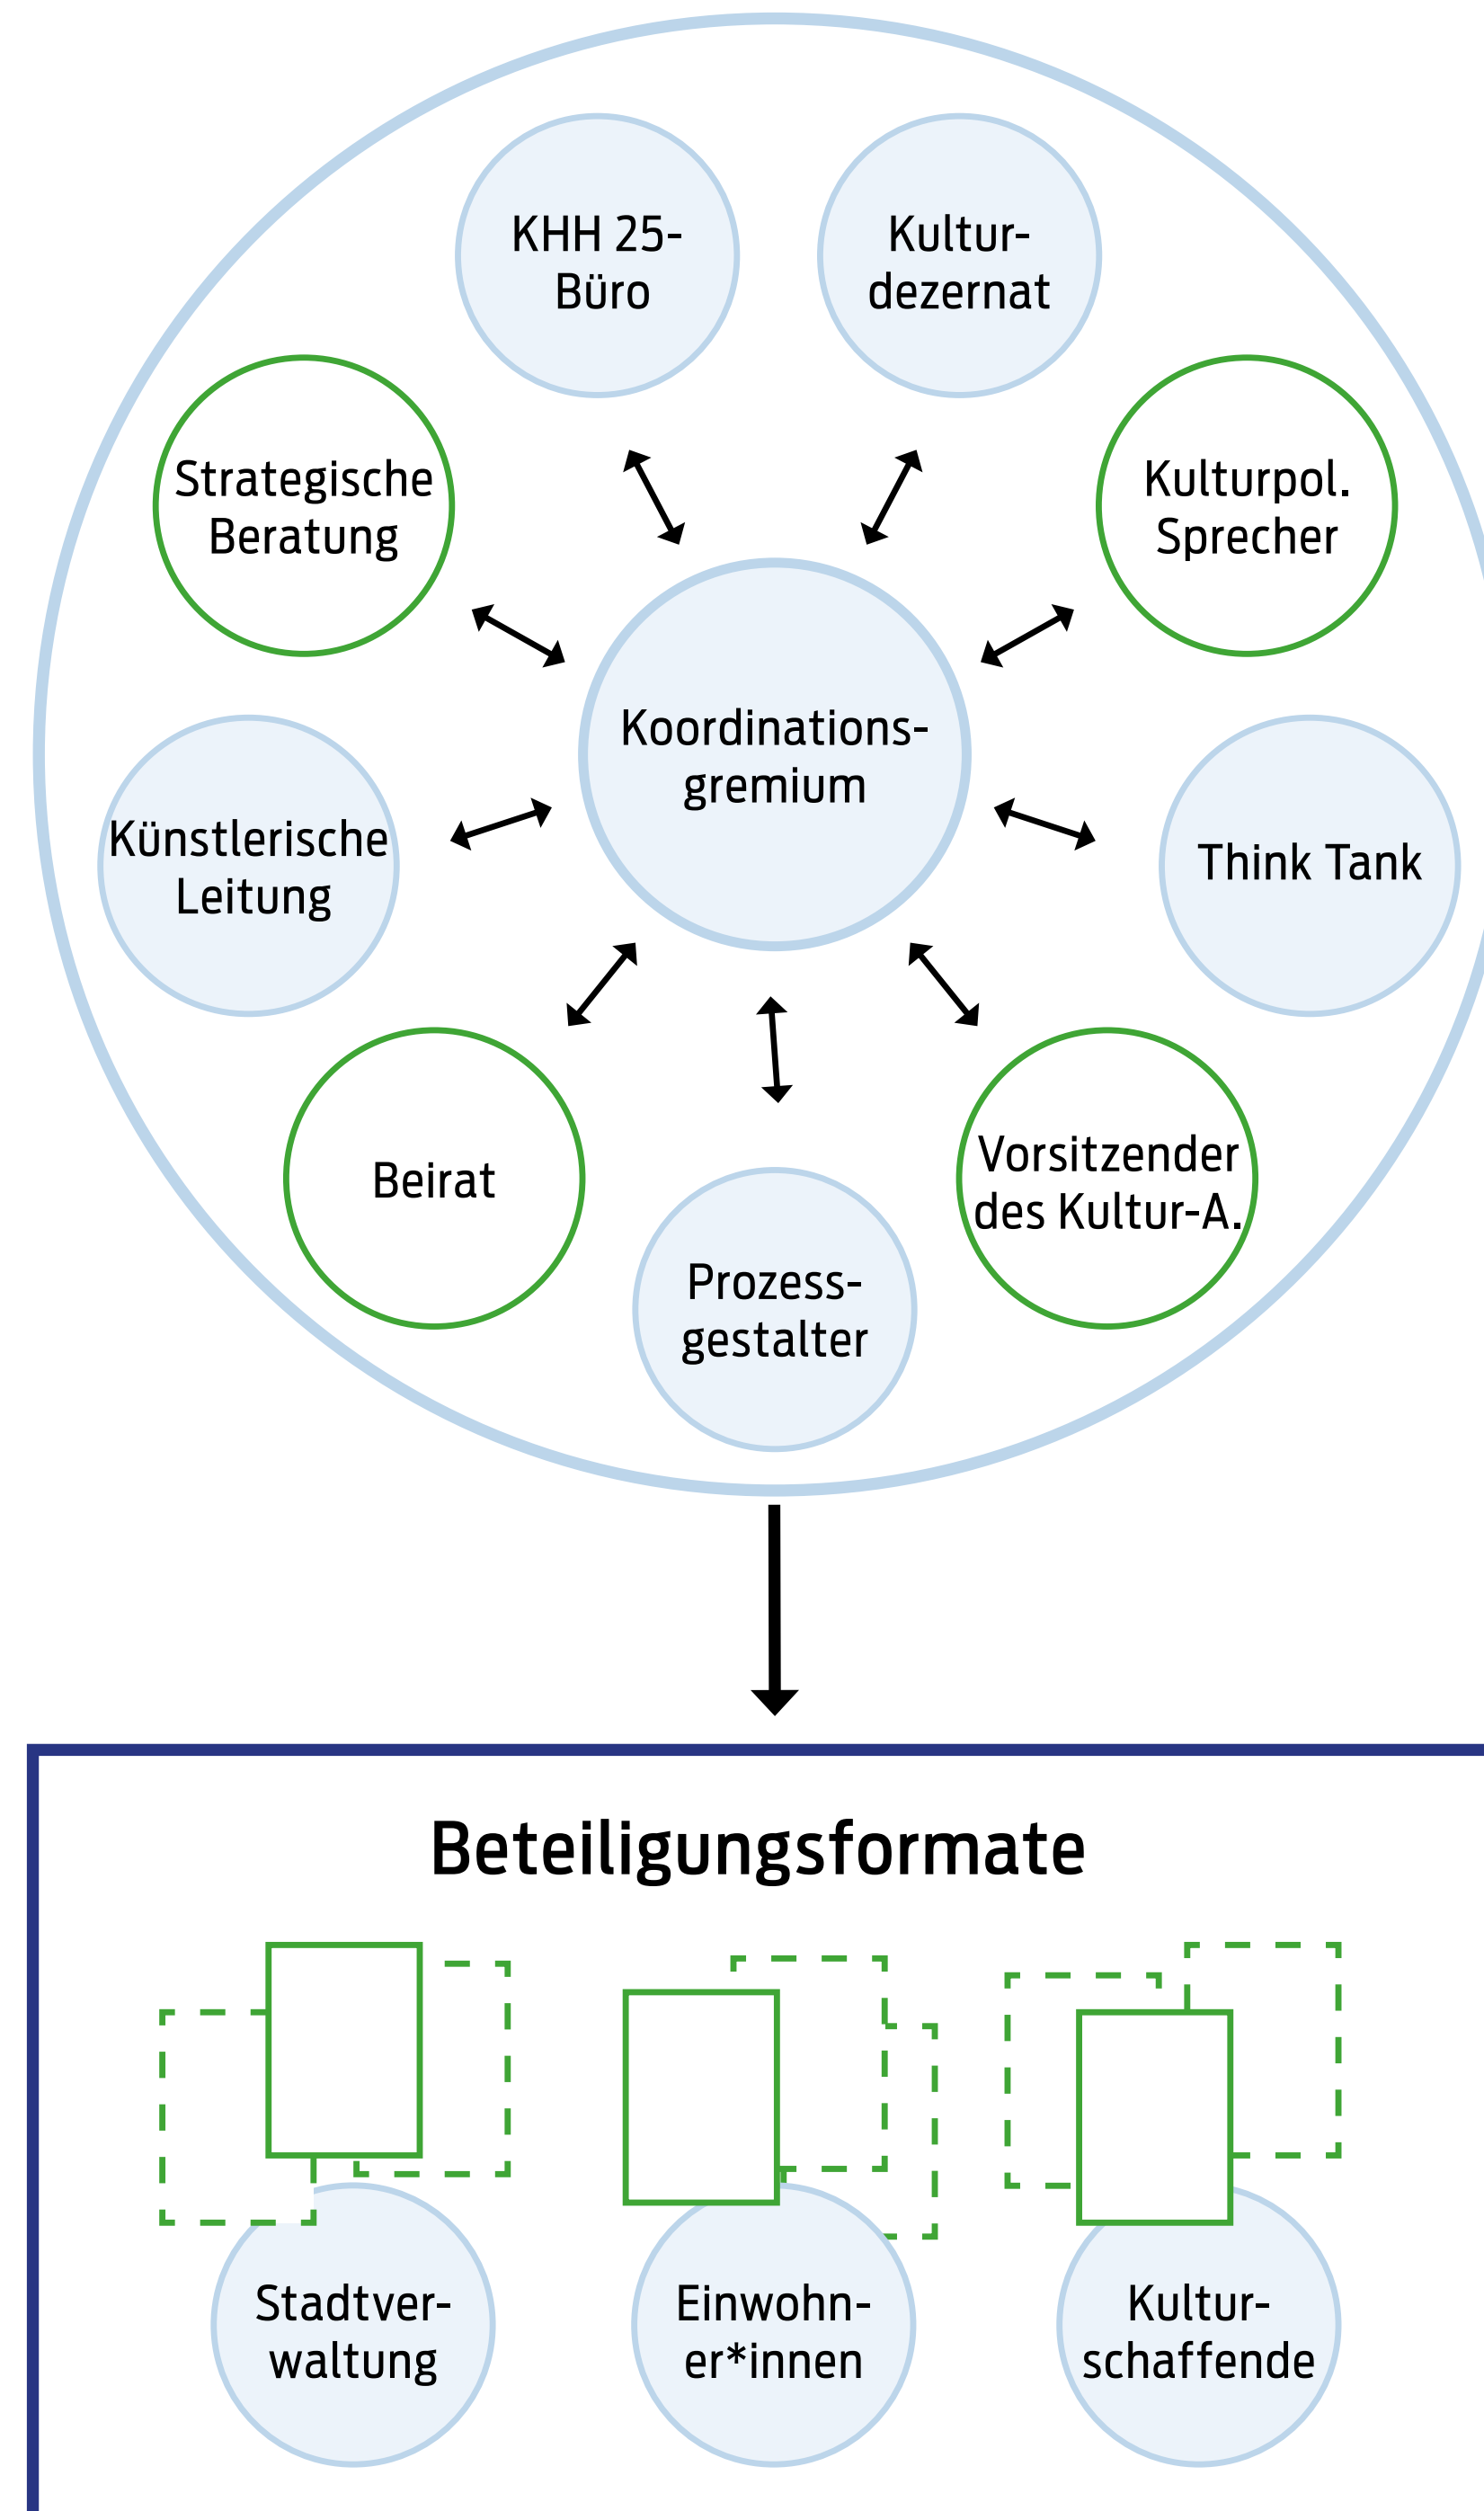 KHH 25-
Büro
Kultur-
dezernat
Strategische
Beratung
Kulturpol.
Sprecher
Koordinations-
gremium
Künstlerische
Leitung
Think Tank
Beirat
Vorsitzender
des Kultur-A.
Prozess-
gestalter
Beteiligungsformate
Stadtver-
waltung
Einwohn-
er*innen
Kultur-
schaffende